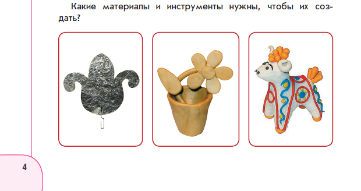 Какие материалы и инструменты нужны, чтобы их соз-
дать?
4